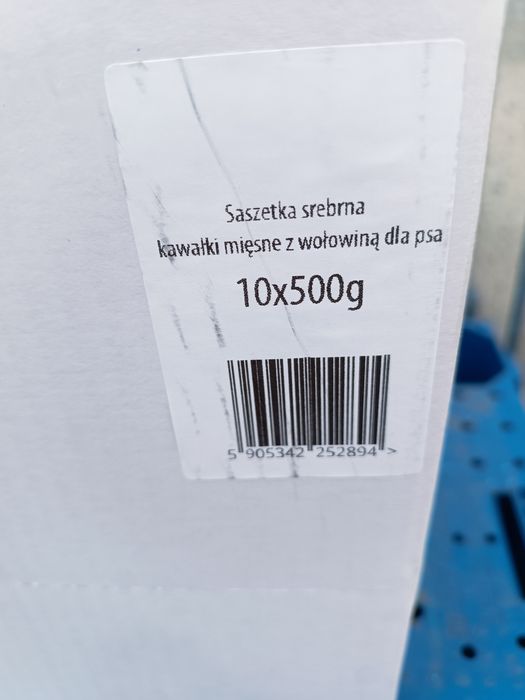 Saszetka srebrna
kawałki mięsne z wołowiną dla psa
10x500g
5 905342 252894 >